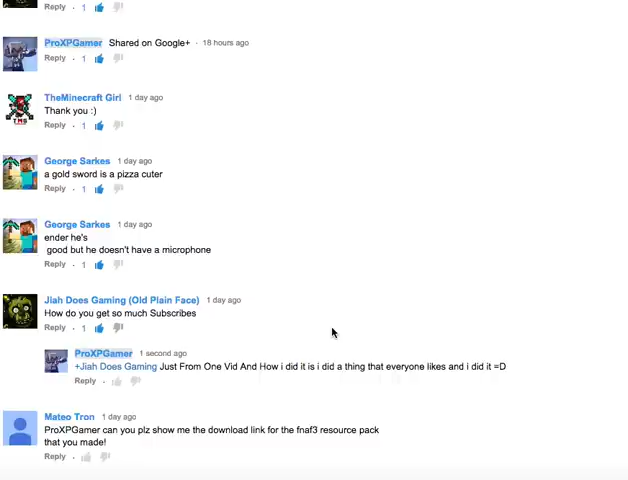 Reply · 1
ProXPGamer Shared on Google+ · 18 hours ago
Reply · 1
TheMinecraft Girl 1 day ago
Thank you :)
Reply · 1
George Sarkes 1 day ago
a gold sword is a pizza cuter
Reply · 1
George Sarkes 1 day ago
ender he's
good but he doesn't have a microphone
Reply · 1
Jiah Does Gaming (Old Plain Face) 1 day ago
How do you get so much Subscribes
Reply · 1
ProXPGamer 1 second ago
+Jiah Does Gaming Just From One Vid And How i did it is i did a thing that everyone likes and i did it =D
Reply ·
Mateo Tron 1 day ago
ProXPGamer can you plz show me the download link for the fnaf3 resource pack
that you made!
Reply ·